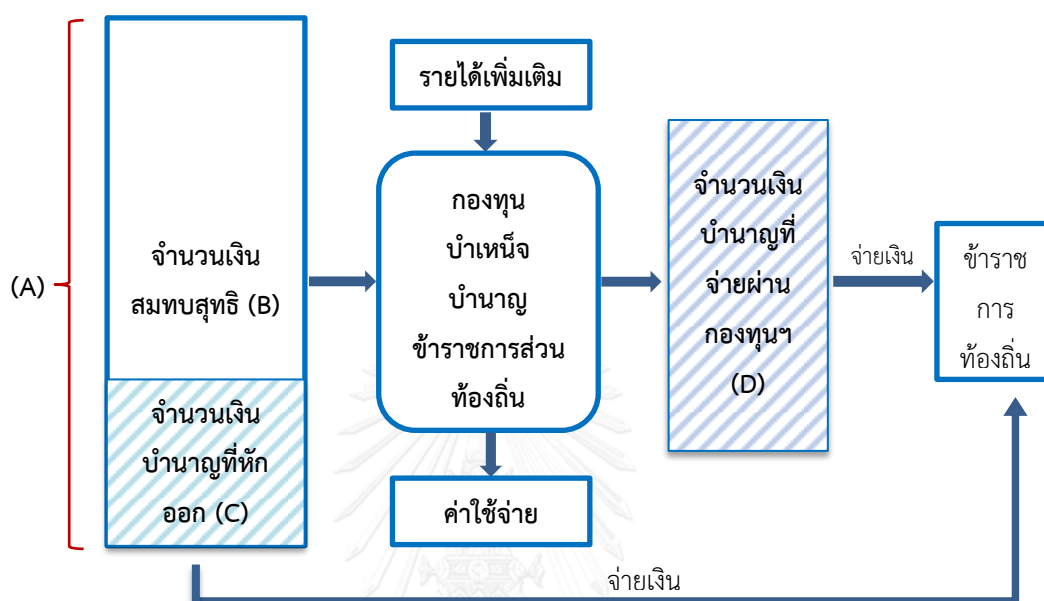 (A)
จำนวนเงิน
สมทบสุทธิ (B)
จำนวนเงิน
บำนาญที่หัก
ออก (C)
รายได้เพิ่มเติม
กองทุน
บำเหน็จ
บำนาญ
ข้าราชการส่วน
ท้องถิ่น
ค่าใช้จ่าย
จำนวนเงิน
บำนาญที่
จ่ายผ่าน
กองทุนฯ
(D)
จ่ายเงิน
ข้าราช
การ
ท้องถิ่น
จ่ายเงิน